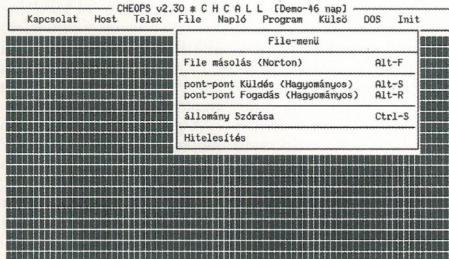 CHEOPS v2.30 * C H C A L L [Demo-46 nap]
Kapcsolat Host Telex File Napló Program Külsö DOS Init
File-menü
File másolás (Norton) Alt-F
pont-pont Küldés (Hagyományos) Alt-S
pont-pont Fogadás (Hagyományos) Alt-R
állomány Szórása Ctrl-S
Hitelesítés